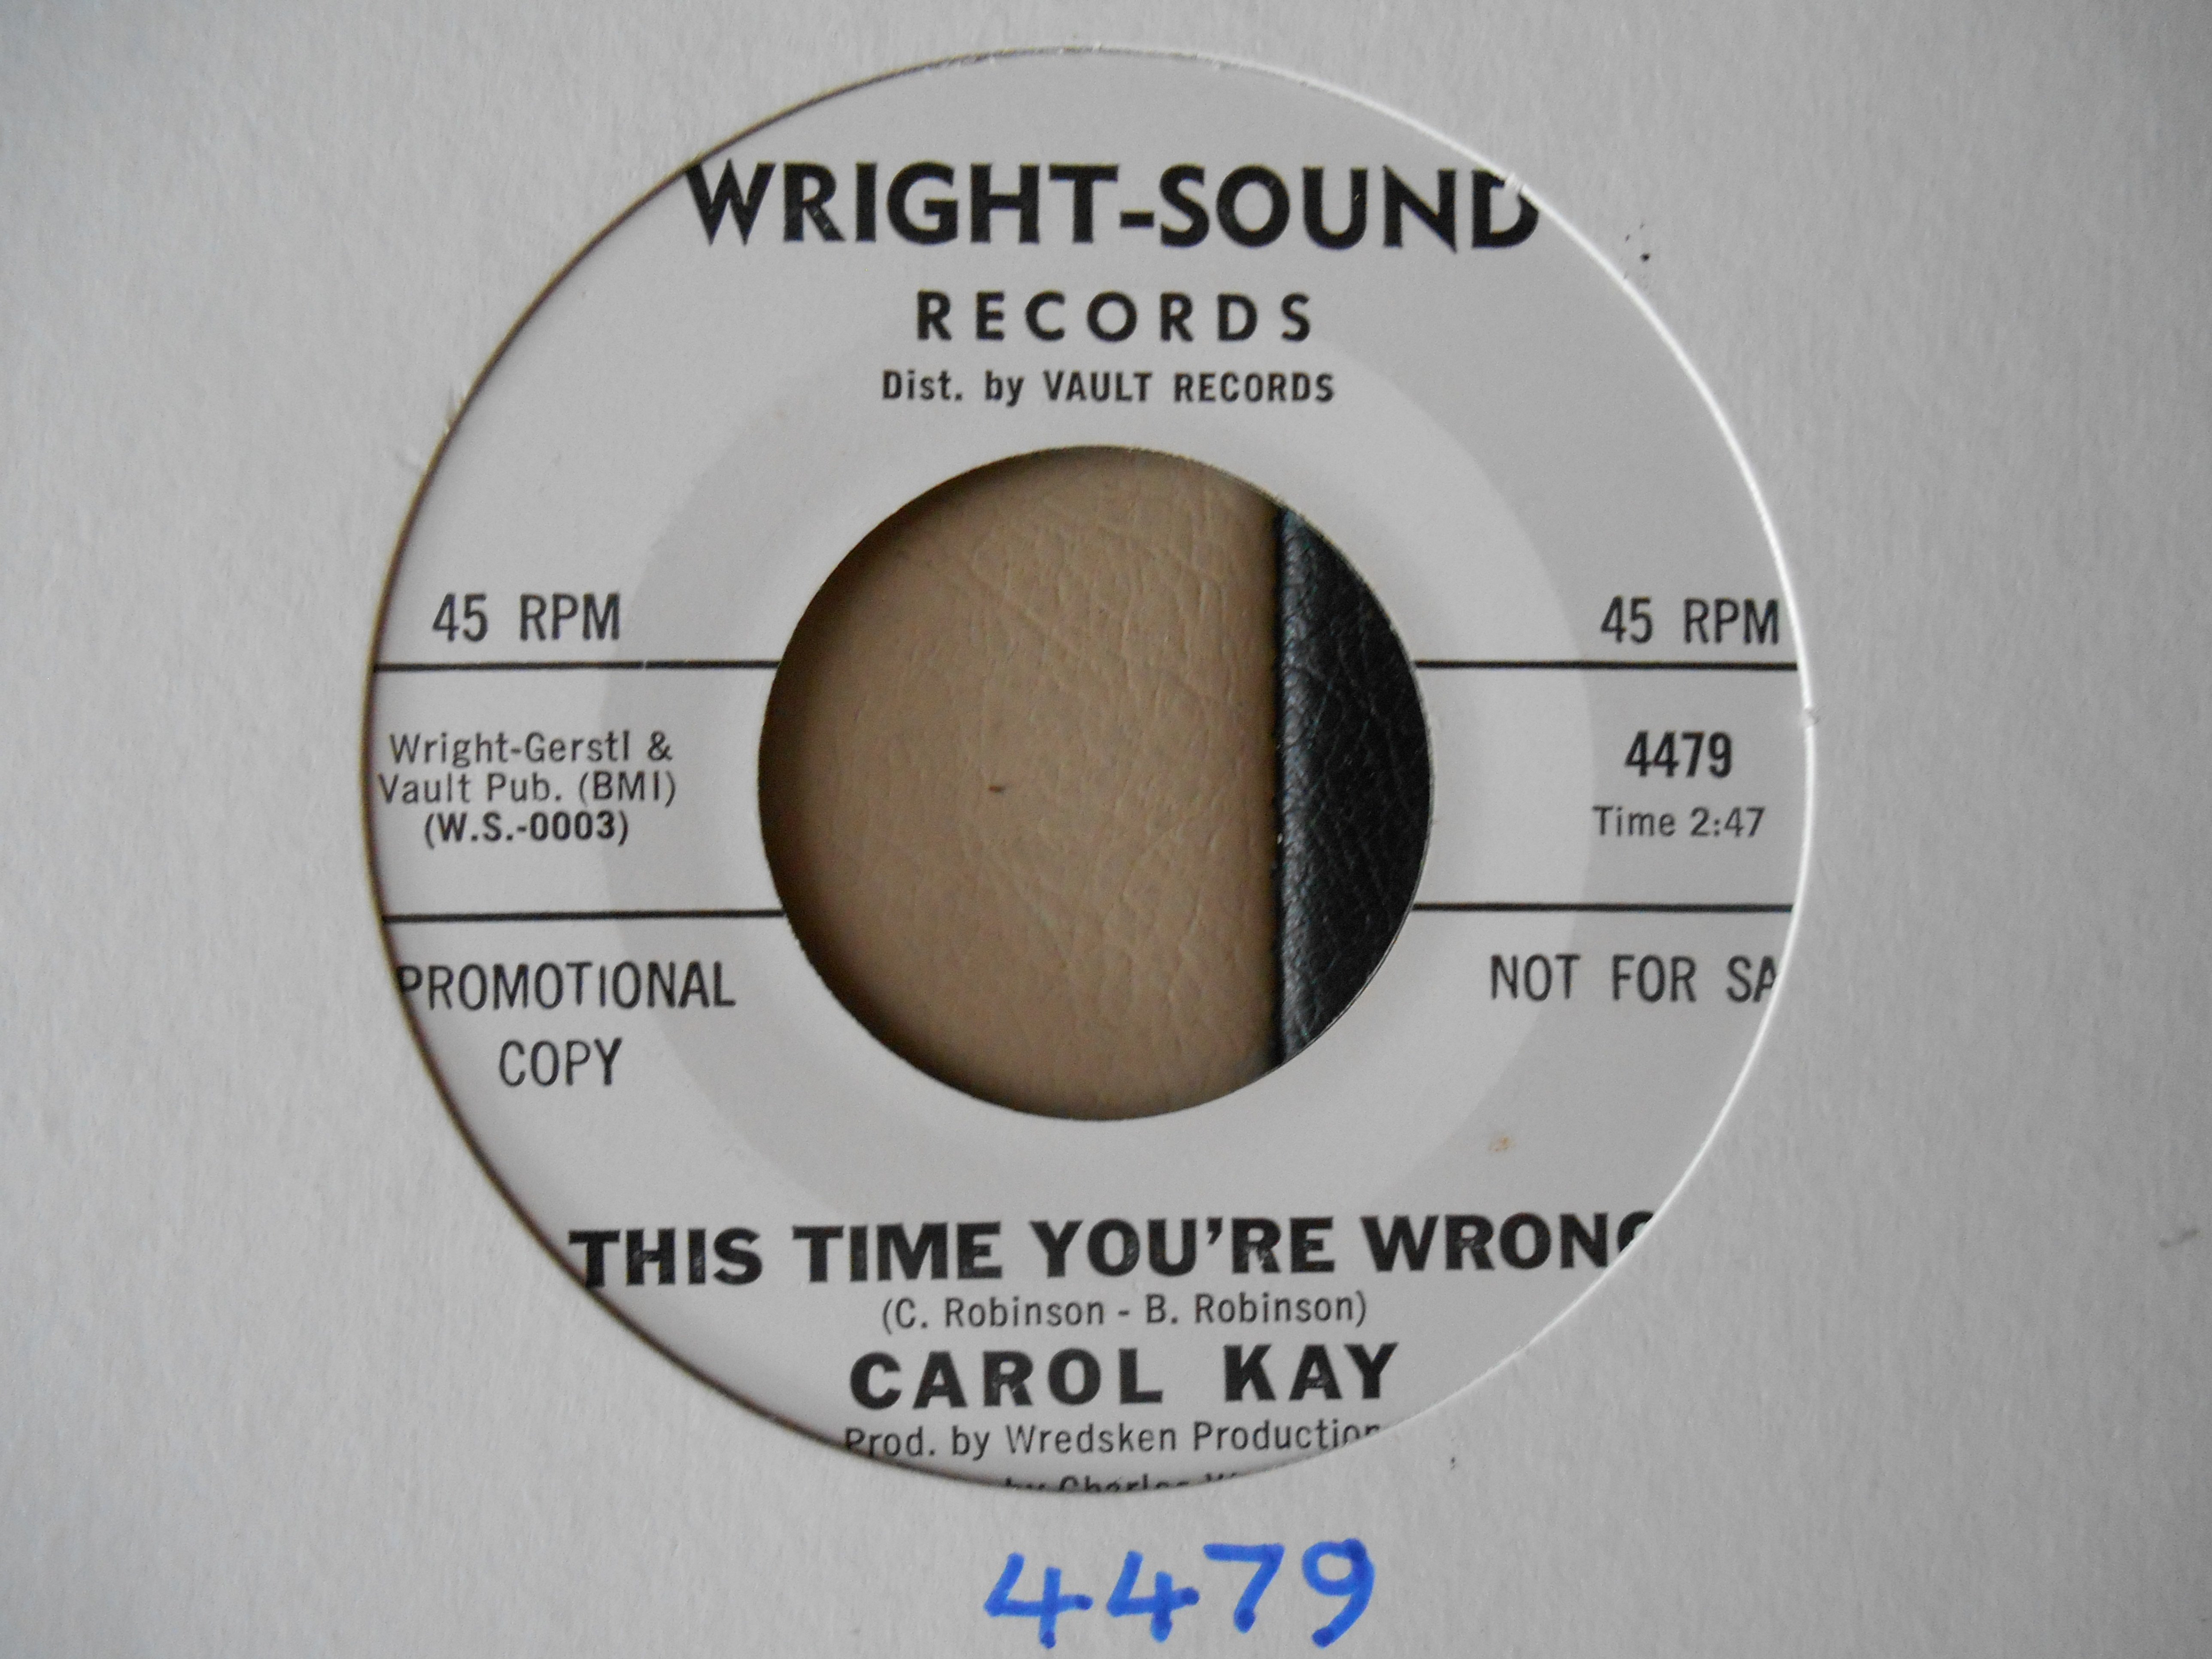 WRIGHT-SOUND
RECORDS
Dist. by VAULT RECORDS
45 RPM
45 RPM
Wright-Gerstl &
Vault Pub. (BMI)
(W.S.-0003)
4479
Time 2:47
PROMOTIONAL
COPY
NOT FOR SA
THIS TIME YOU'RE WRONG
(C. Robinson - B. Robinson)
CAROL KAY
Prod. by Wredsken Production
by Charles
4479